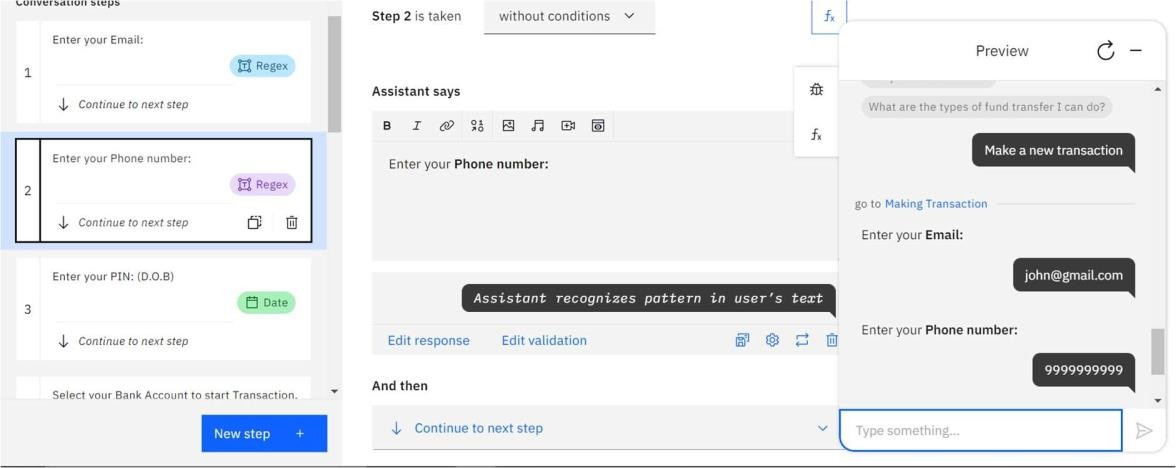 Conversation steps
1
Enter your Email:
Regex
Continue to next step
2
Enter your Phone number:
Regex
Continue to next step
3
Enter your PIN: (D.O.B)
Date
Continue to next step
Select your Bank Account to start Transaction.
New step +
Step 2 is taken without conditions
fx
Assistant says
B I
fx
Enter your Phone number:
Assistant recognizes pattern in user's text
Edit response Edit validation
And then
Continue to next step
Preview
What are the types of fund transfer I can do?
Make a new transaction
go to Making Transaction
Enter your Email:
john@gmail.com
Enter your Phone number:
9999999999
Type something...